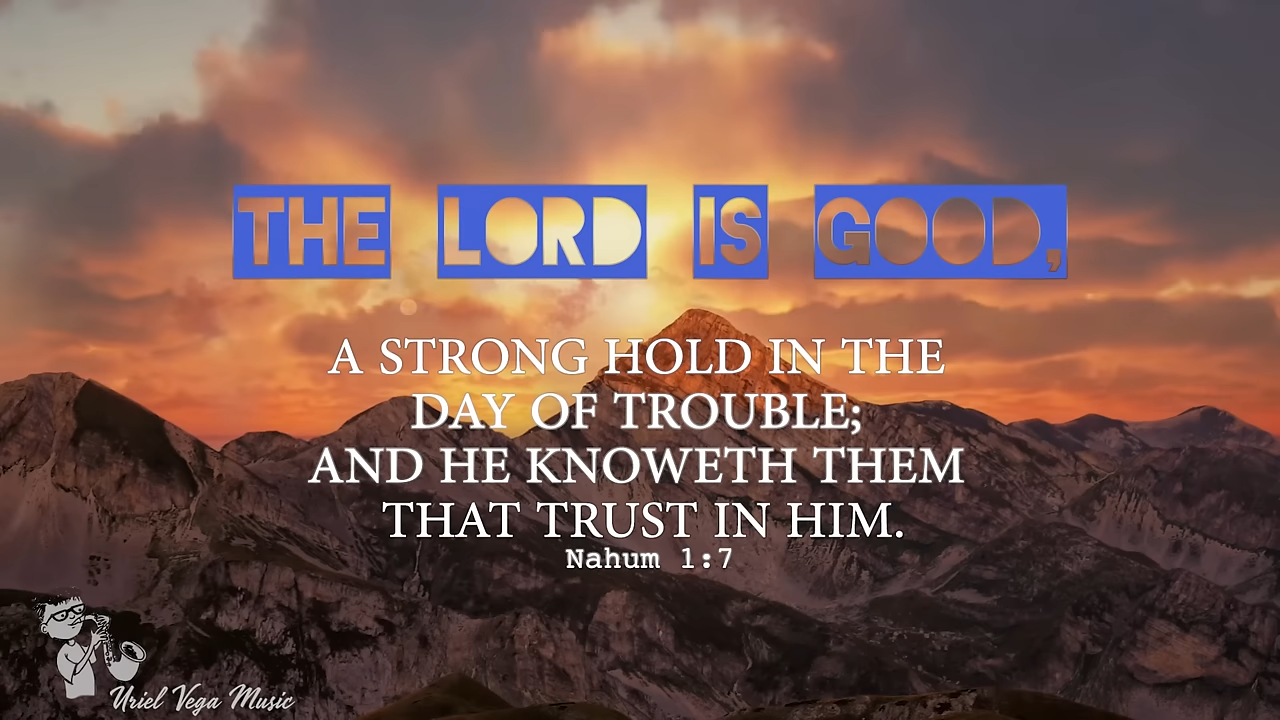 THE LORD IS GOOD,
A STRONG HOLD IN THE
DAY OF TROUBLE;
AND HE KNOWETH THEM
THAT TRUST IN HIM.
Nahum 1:7
Uriel Vega Music